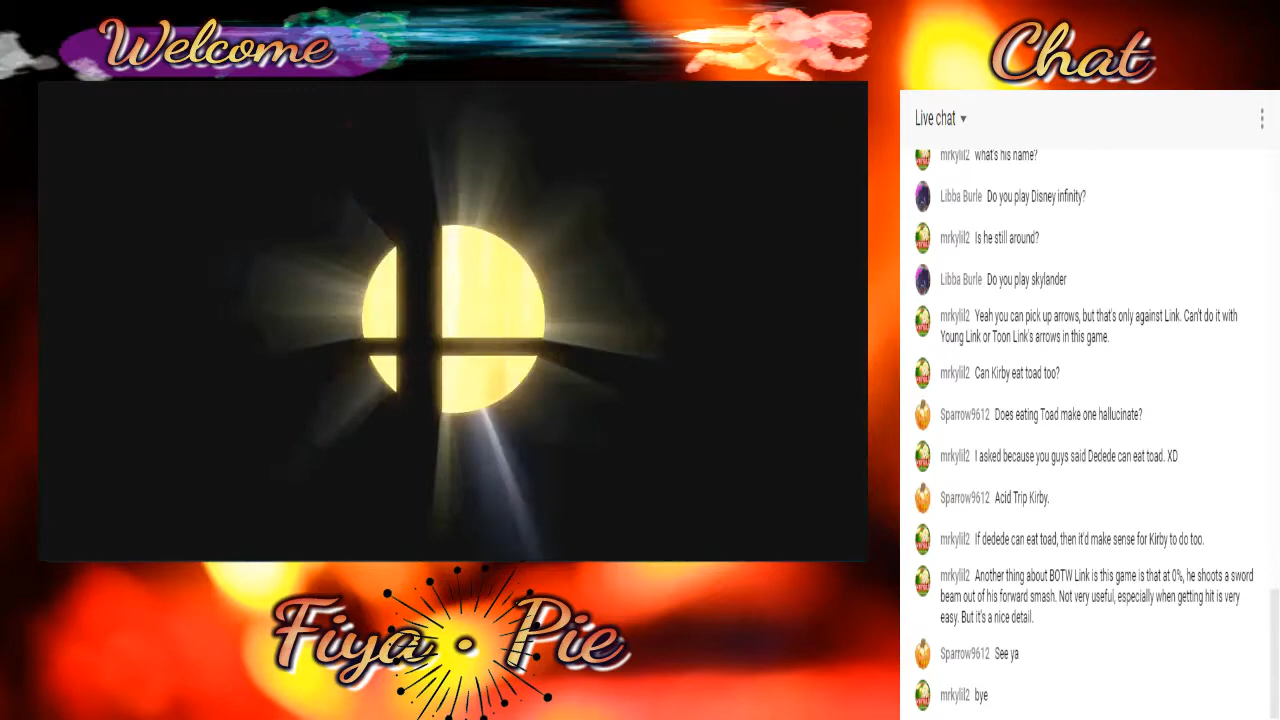 Welcome
Chat
Live chat
mrkylil2 what's his name?
Libba Burle Do you play Disney infinity?
mrkylil2 Is he still around?
Libba Burle Do you play skylander
mrkylil2 Yeah you can pick up arrows, but that's only against Link. Can't do it with
Young Link or Toon Link's arrows in this game.
mrkylil2 Can Kirby eat toad too?
Sparrow9612 Does eating Toad make one hallucinate?
mrkylil2 I asked because you guys said Dedede can eat toad. XD
Sparrow9612 Acid Trip Kirby.
mrkylil2 If dedede can eat toad, then it'd make sense for Kirby to do too.
mrkylil2 Another thing about BOTW Link is this game is that at 0%, he shoots a sword
beam out of his forward smash. Not very useful, especially when getting hit is very
easy. But it's a nice detail.
Sparrow9612 See ya
mrkylil2 bye
Fiya • Pie